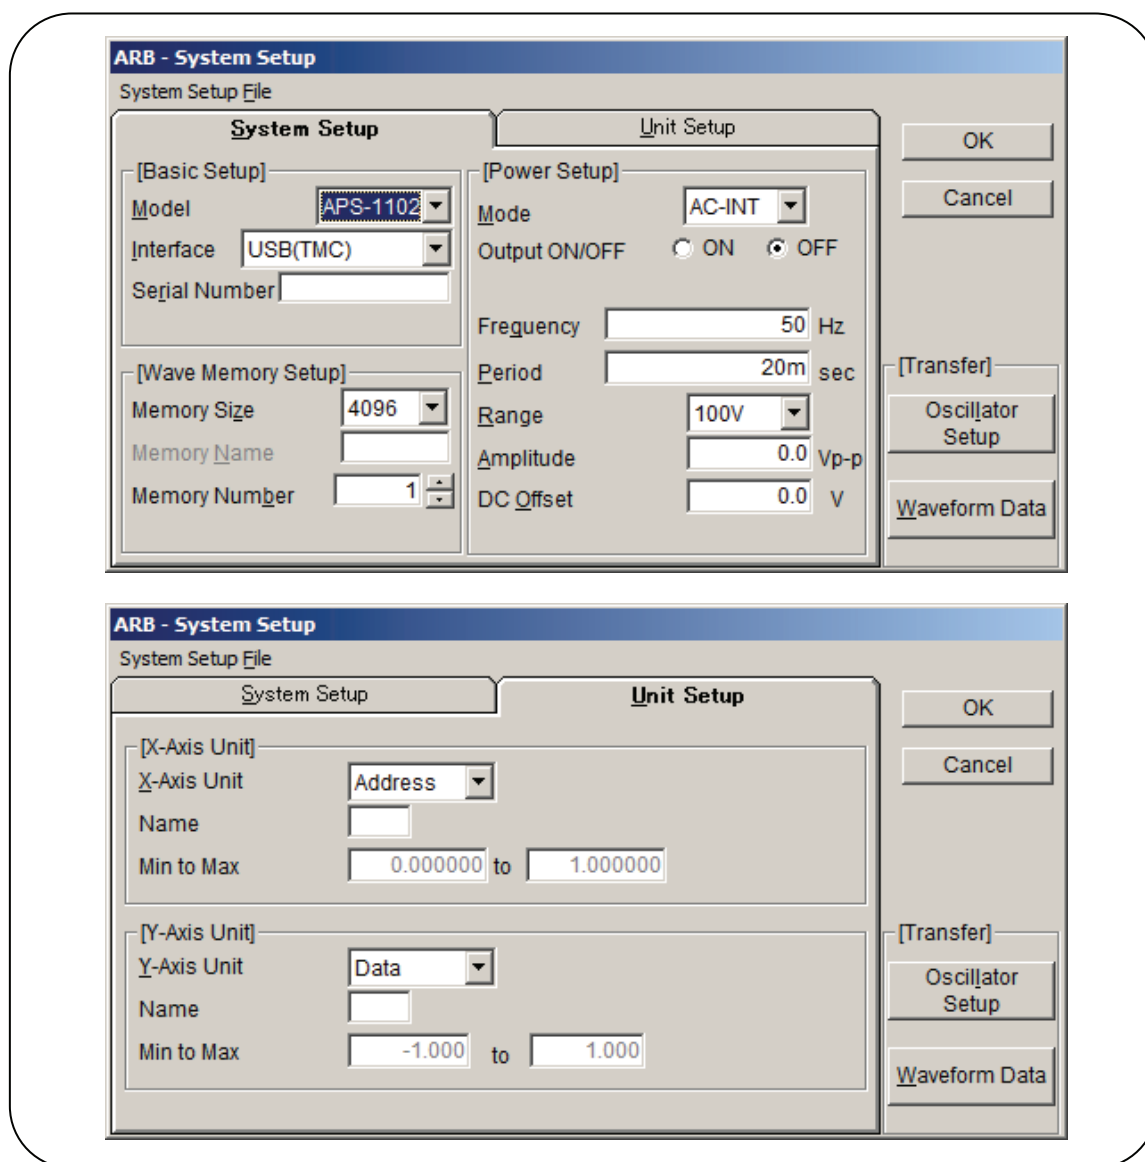 ARB - System Setup
System Setup File
System Setup
Unit Setup
[Basic Setup]
Model APS-1102
Interface USB(TMC)
Serial Number
[Wave Memory Setup]
Memory Size 4096
Memory Name
Memory Number 1
[Power Setup]
Mode AC-INT
Output ON/OFF ON OFF
Freguency 50 Hz
Period 20m sec
Range 100V
Amplitude 0.0 Vp-p
DC Offset 0.0 V
OK
Cancel
[Transfer]
Oscillator
Setup
Waveform Data
ARB - System Setup
System Setup File
System Setup
Unit Setup
[X-Axis Unit]
X-Axis Unit Address
Name
Min to Max 0.000000 to 1.000000
[Y-Axis Unit]
Y-Axis Unit Data
Name
Min to Max -1.000 to 1.000
OK
Cancel
[Transfer]
Oscillator
Setup
Waveform Data